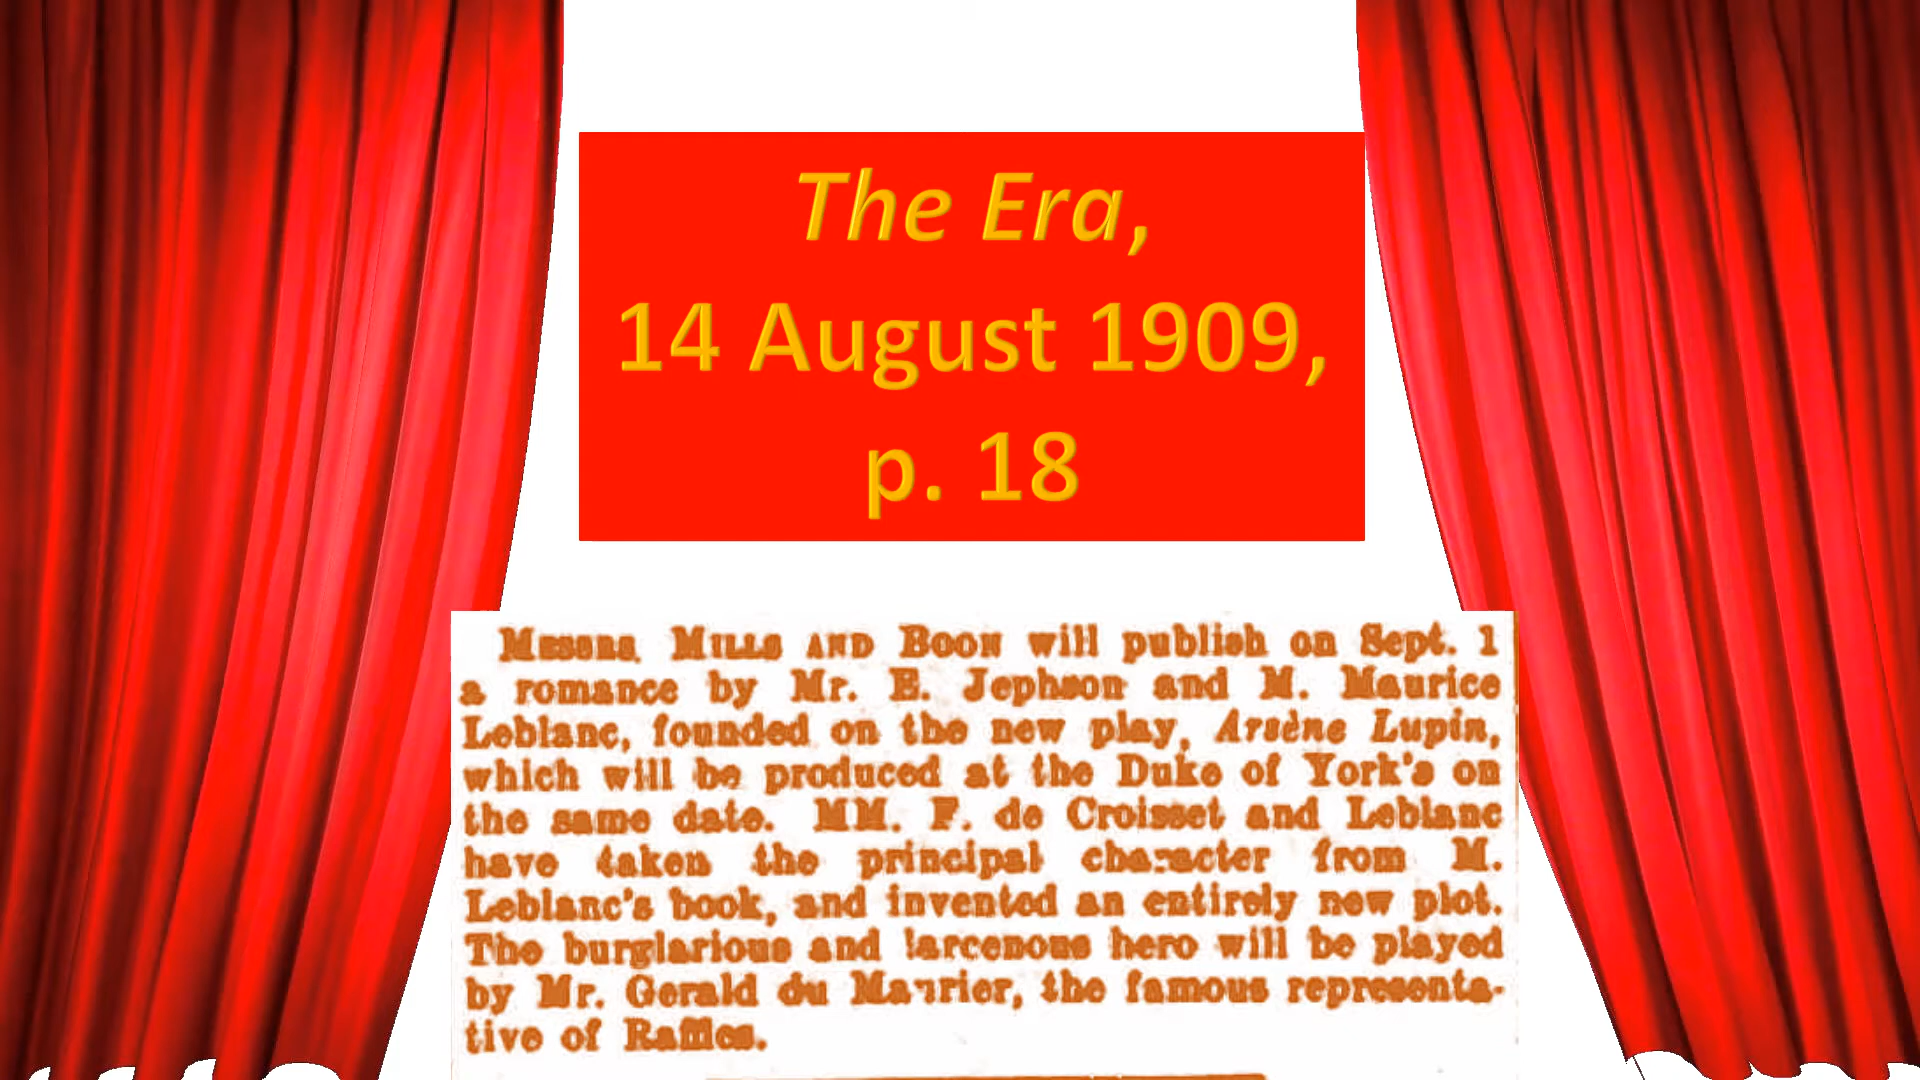 The Era,
14 August 1909,
p. 18
Messrs. Mills and Boon will publish on Sept. 1
a romance by Mr. E. Jephson and M. Maurice
Leblanc, founded on the new play, Arsène Lupin,
which will be produced at the Duke of York's on
the same date. MM. F. de Croisset and Leblanc
have taken the principal character from M.
Leblanc's book, and invented an entirely new plot.
The burglarious and larcenous hero will be played
by Mr. Gerald du Maurier, the famous representa-
tive of Raffles.